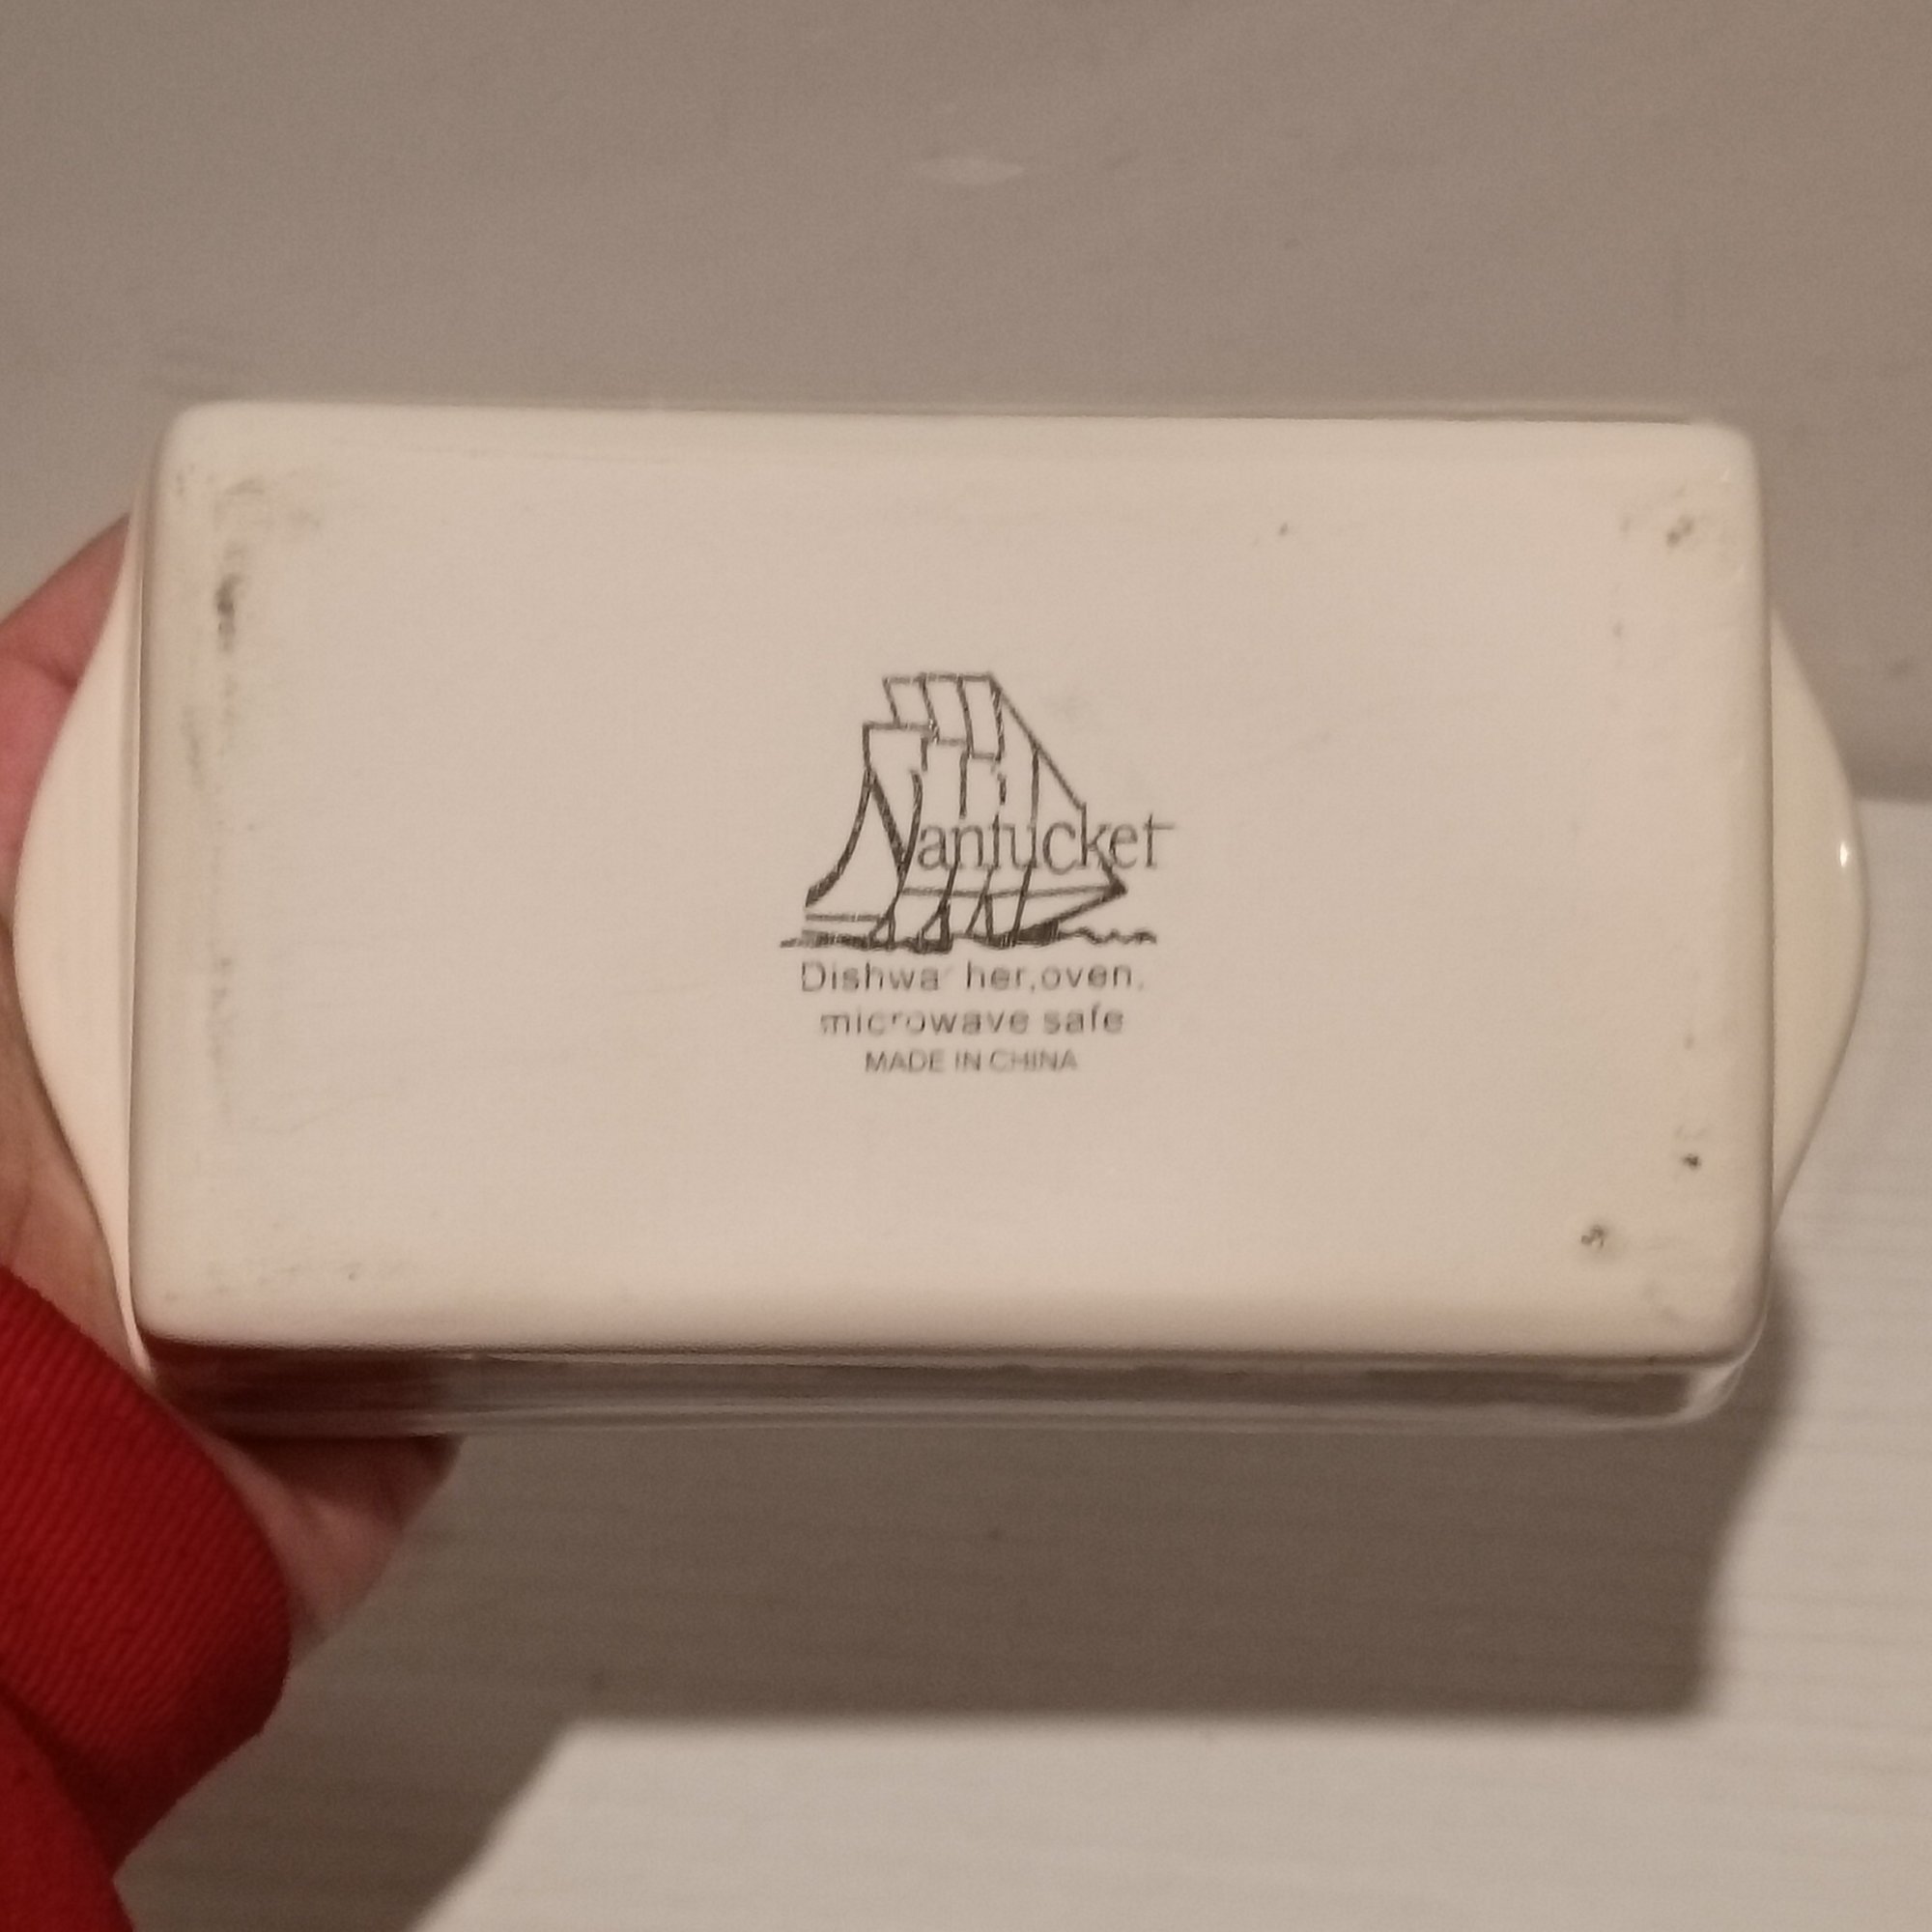 Nantucket
Dishwa her,oven,
microwave safe
MADE IN CHINA